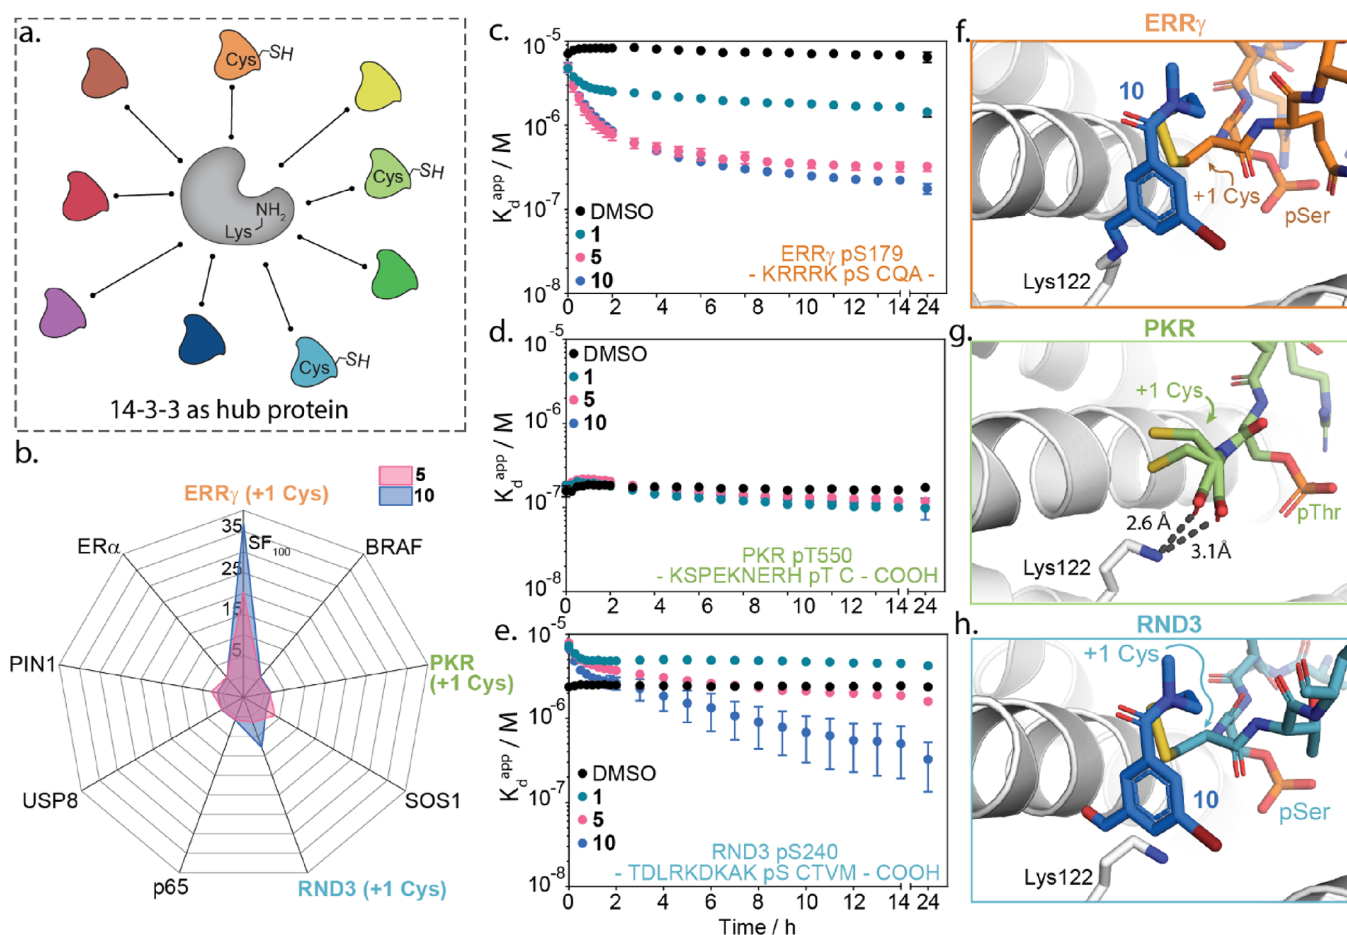 a.
Cys
SH
Cys
SH
NH2
Lys
Cys
SH
14-3-3 as hub protein
b.
5
10
ERRγ (+1 Cys)
35
SF100
25
15
5
ERα
BRAF
PIN1
PKR
(+1 Cys)
USP8
SOS1
p65
RND3 (+1 Cys)
c.
10-5
10-6
10-7
10-8
Kd app / M
DMSO
1
5
10
ERRγ pS179
- KRRRK pS CQA -
0 2 4 6 8 10 12 14 24
d.
10-5
10-6
10-7
10-8
Kd app / M
DMSO
1
5
10
PKR pT550
- KSPEKNERH pT C - COOH
0 2 4 6 8 10 12 14 24
e.
10-5
10-6
10-7
10-8
Kd app / M
DMSO
1
5
10
RND3 pS240
- TDLRKDKAK pS CTVM - COOH
0 2 4 6 8 10 12 14 24
Time / h
f.
ERRγ
10
+1 Cys
pSer
Lys122
g.
PKR
+1 Cys
2.6 Å
3.1Å
pThr
Lys122
h.
RND3
+1 Cys
10
pSer
Lys122